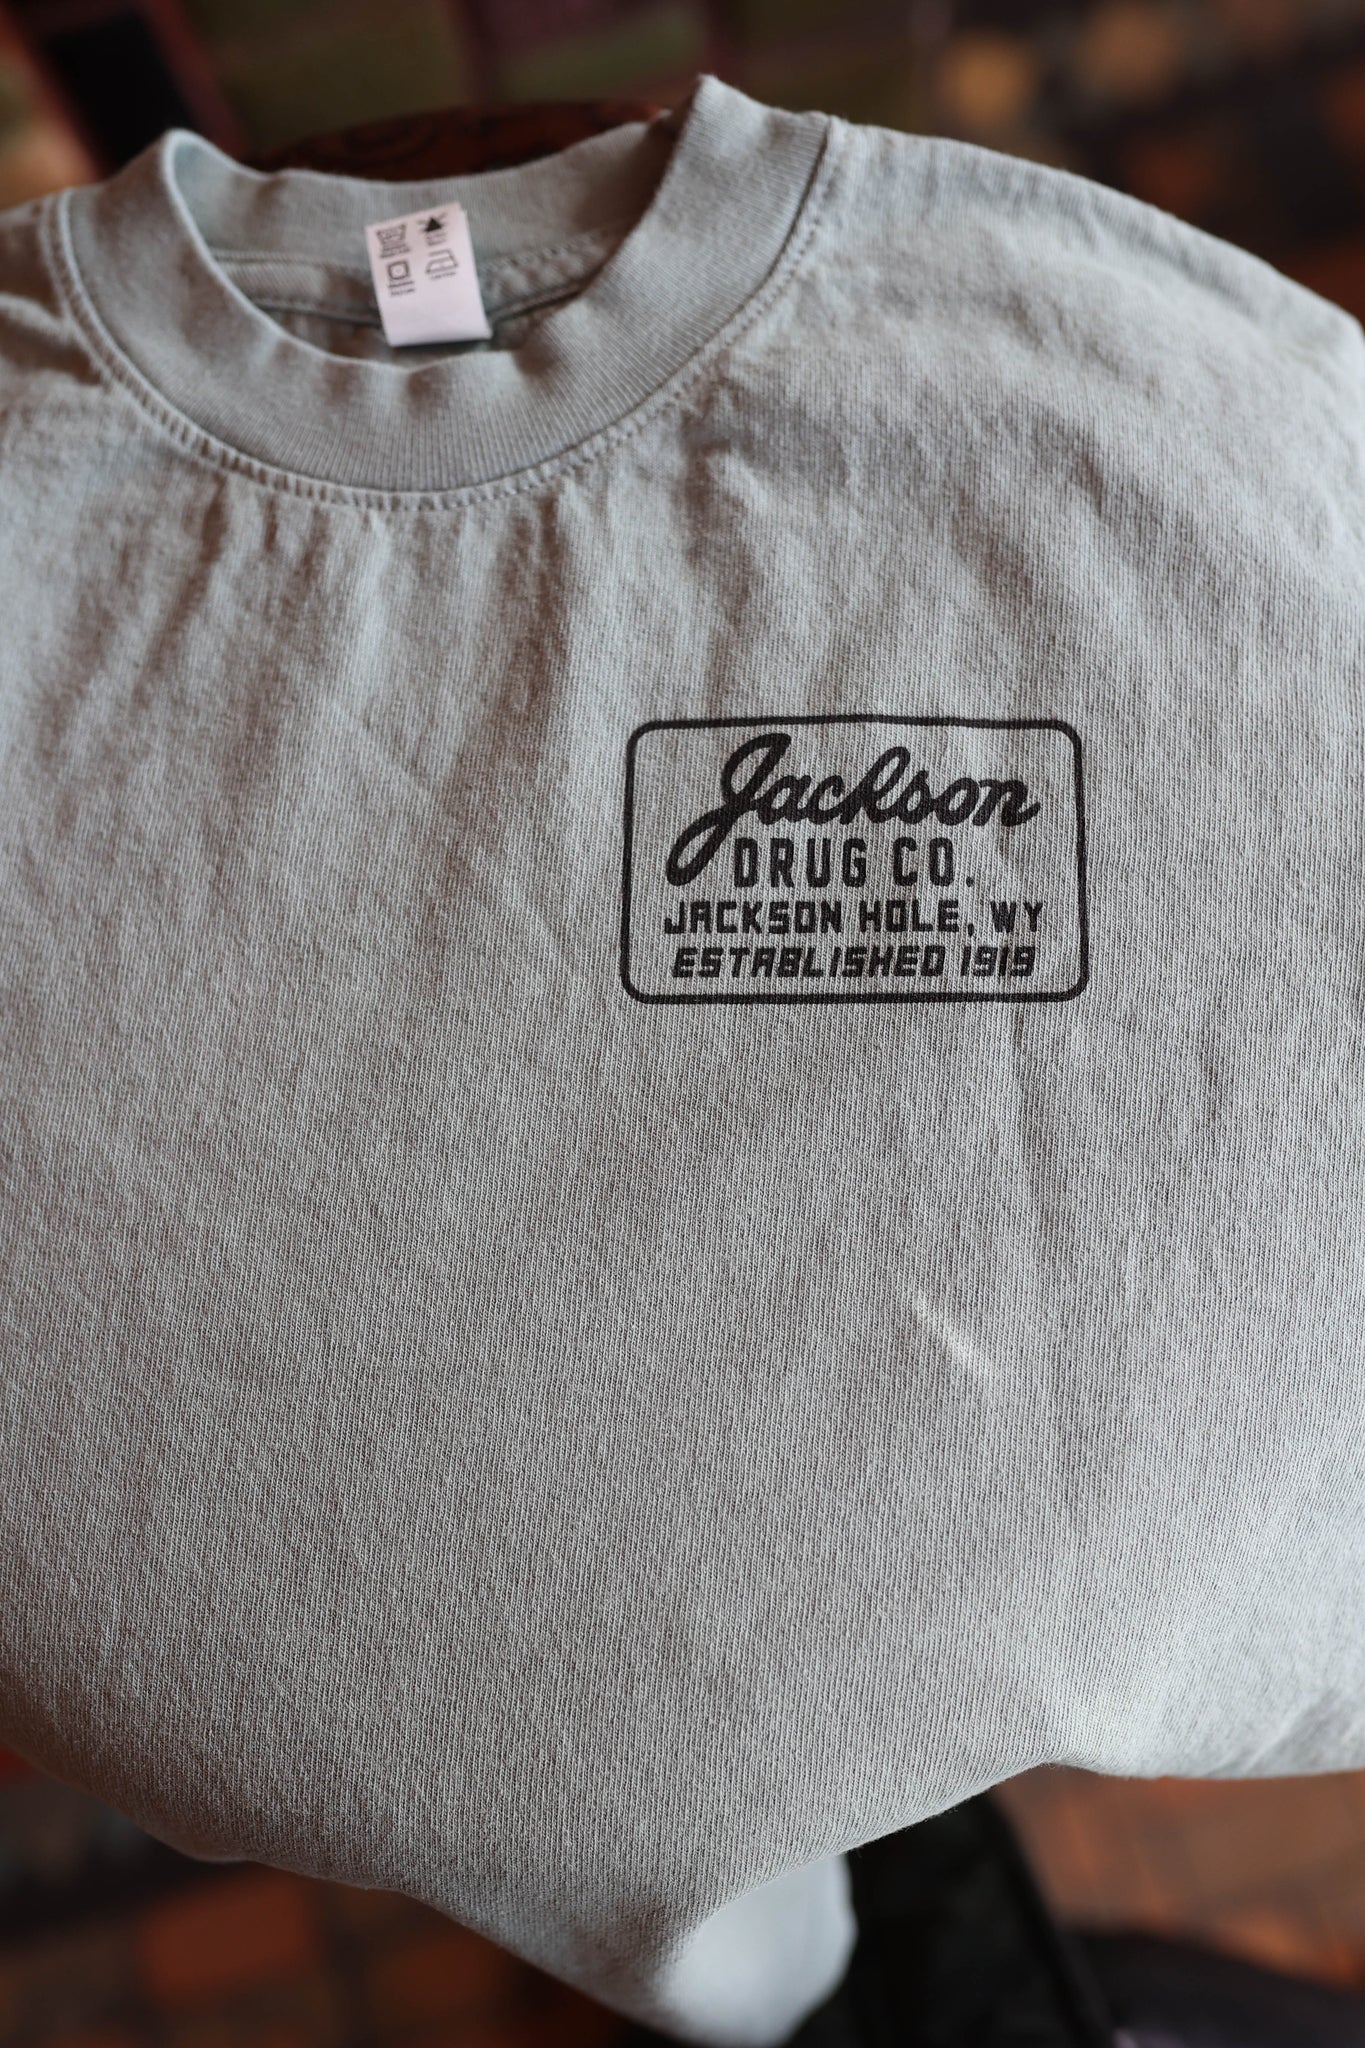 Jackson
DRUG CO.
JACKSON HOLE, WY
ESTABLISHED 1919